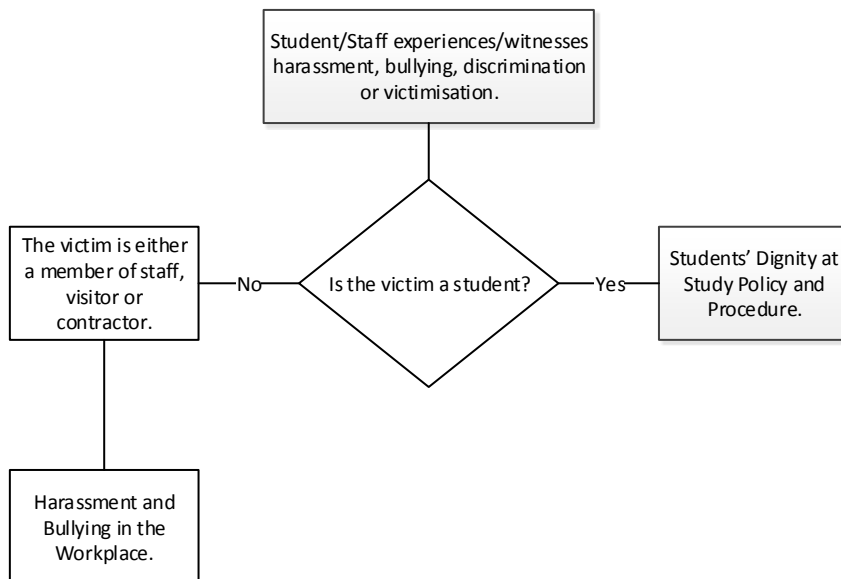 Student/Staff experiences/witnesses
harassment, bullying, discrimination
or victimisation.
The victim is either
a member of staff,
visitor or
contractor.
No
Is the victim a student?
Yes
Students’ Dignity at
Study Policy and
Procedure.
Harassment and
Bullying in the
Workplace.